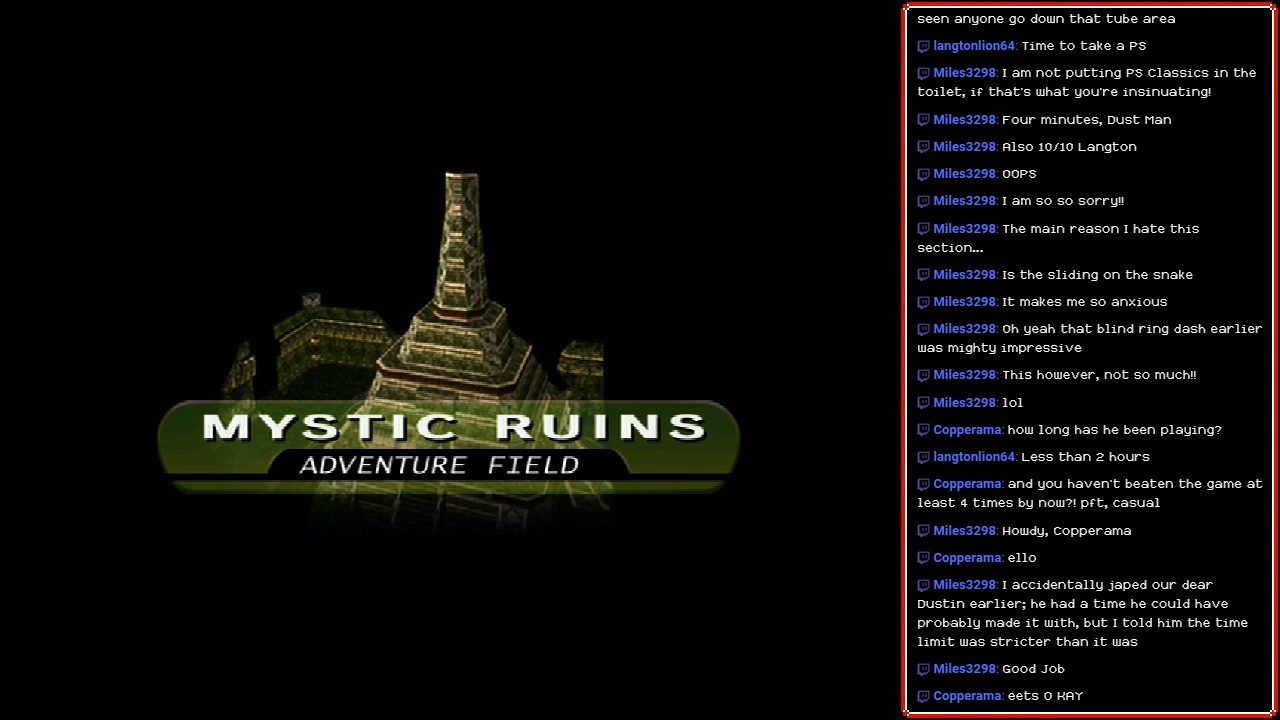 MYSTIC RUINS
ADVENTURE FIELD
seen anyone go down that tube area
langtonlion64: Time to take a PS
Miles3298: I am not putting PS Classics in the
toilet, if that's what you're insinuating!
Miles3298: Four minutes, Dust Man
Miles3298: Also 10/10 Langton
Miles3298: OOPS
Miles3298: I am so so sorry!!
Miles3298: The main reason I hate this
section...
Miles3298: Is the sliding on the snake
Miles3298: It makes me so anxious
Miles3298: Oh yeah that blind ring dash earlier
was mighty impressive
Miles3298: This however, not so much!!
Miles3298: lol
Copperama: how long has he been playing?
langtonlion64: Less than 2 hours
Copperama: and you haven't beaten the game at
least 4 times by now?! pft, casual
Miles3298: Howdy, Copperama
Copperama: ello
Miles3298: I accidentally japed our dear
Dustin earlier; he had a time he could have
probably made it with, but I told him the time
limit was stricter than it was
Miles3298: Good Job
Copperama: eets O KAY